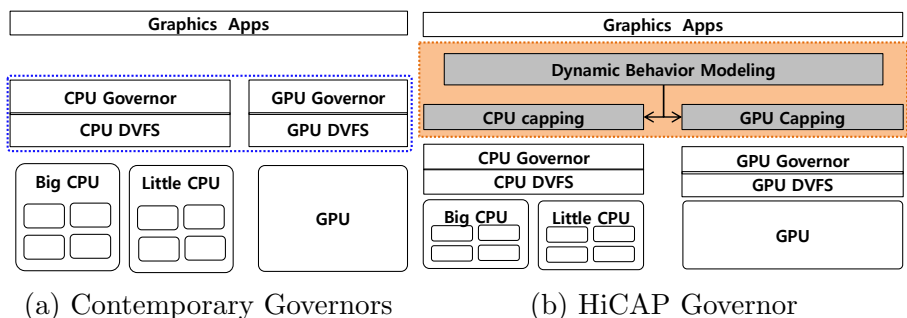 Graphics Apps
CPU Governor
GPU Governor
CPU DVFS
GPU DVFS
Big CPU
Little CPU
GPU
(a) Contemporary Governors
Graphics Apps
Dynamic Behavior Modeling
CPU capping
GPU Capping
CPU Governor
GPU Governor
CPU DVFS
GPU DVFS
Big CPU
Little CPU
GPU
(b) HiCAP Governor